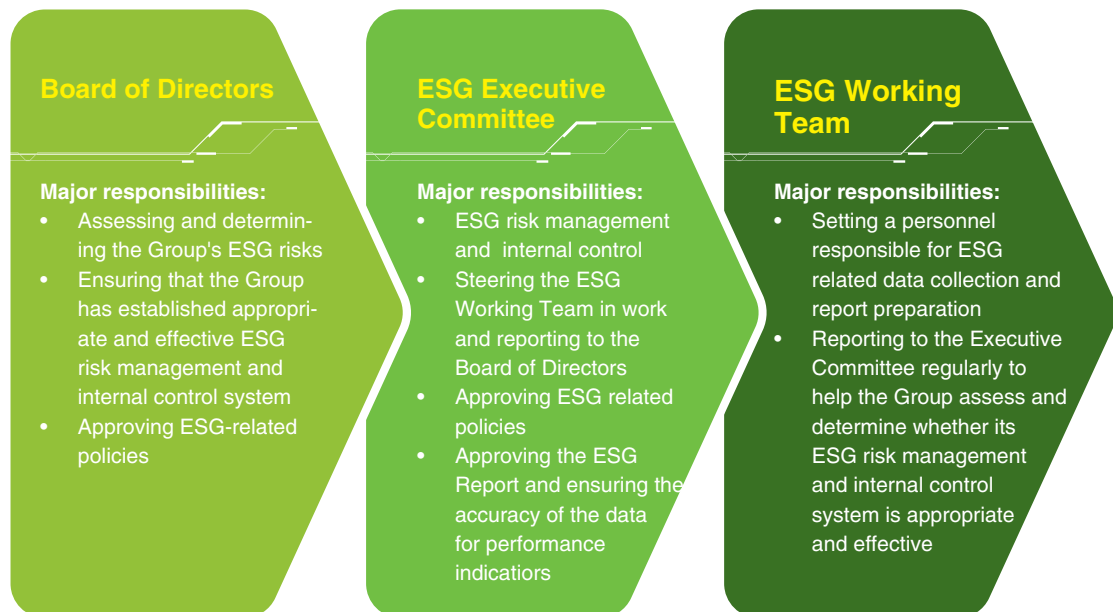 Board of Directors
Major responsibilities:
• Assessing and determin-
ing the Group's ESG risks
• Ensuring that the Group
has established appropri-
ate and effective ESG
risk management and
internal control system
• Approving ESG-related
policies
ESG Executive
Committee
Major responsibilities:
• ESG risk management
and internal control
• Steering the ESG
Working Team in work
and reporting to the
Board of Directors
• Approving ESG related
policies
• Approving the ESG
Report and ensuring the
accuracy of the data
for performance
indicatiors
ESG Working
Team
Major responsibilities:
• Setting a personnel
responsible for ESG
related data collection and
report preparation
• Reporting to the Executive
Committee regularly to
help the Group assess and
determine whether its
ESG risk management
and internal control
system is appropriate
and effective